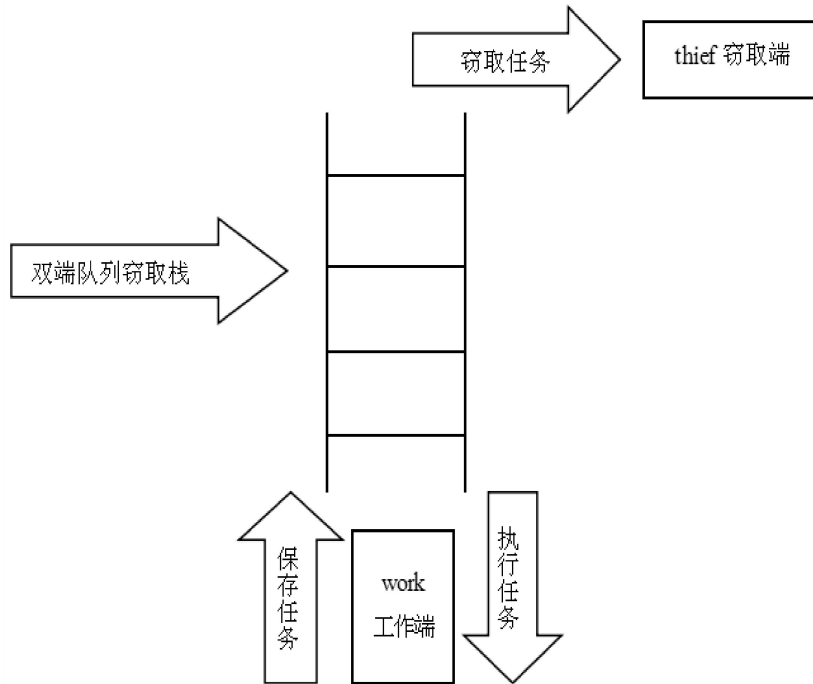 窃取任务
thief 窃取端
双端队列窃取栈
保存任务
work
工作端
执行任务